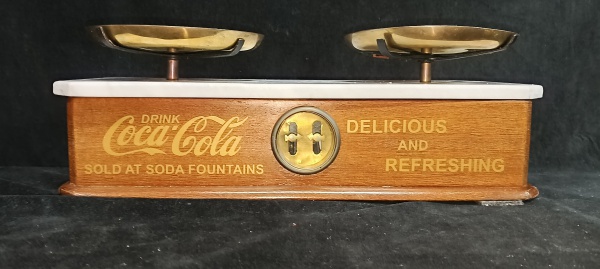 DRINK
Coca-Cola
SOLD AT SODA FOUNTAINS
DELICIOUS
AND
REFRESHING